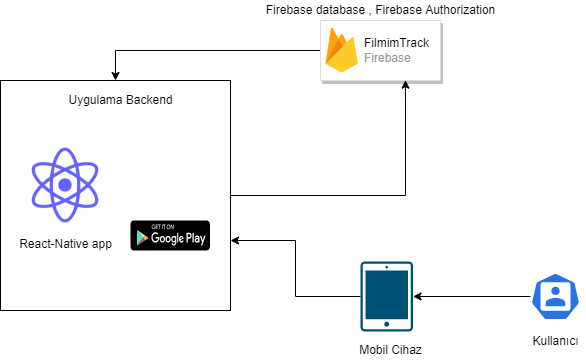 Firebase database , Firebase Authorization
FilmimTrack
Firebase
Uygulama Backend
React-Native app
GET IT ON
Google Play
Mobil Cihaz
Kullanıcı